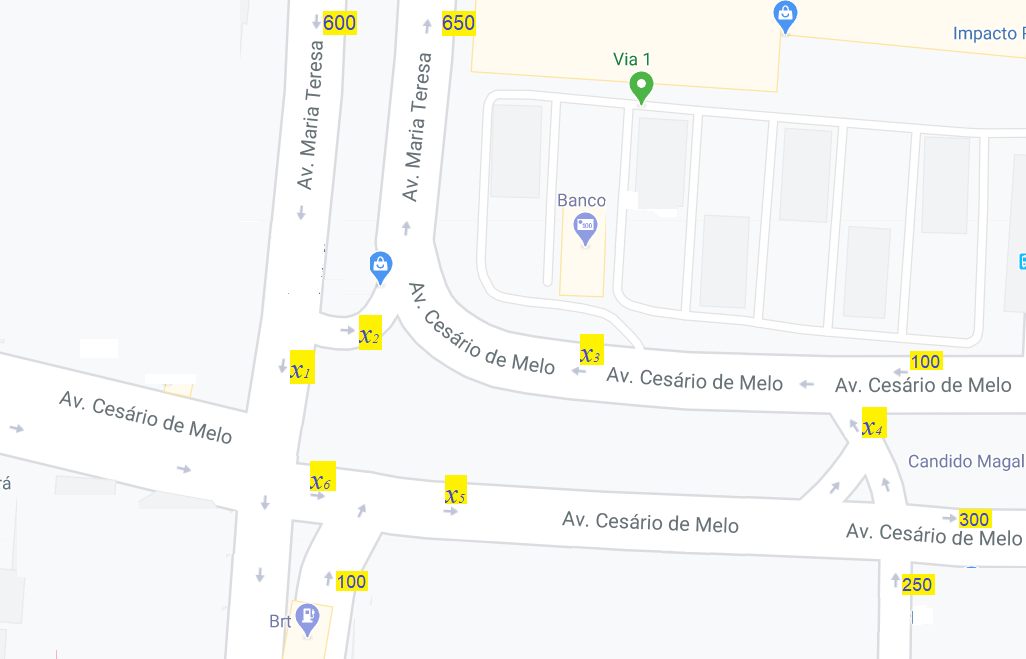 600
650
Av. Maria Teresa
Av. Maria Teresa
Impacto F
Via 1
Banco
Av. Cesário de Melo
x2
x3
100
x1
Av. Cesário de Melo
Av. Cesário de Melo
Av. Cesário de Melo
x4
Candido Magal
rá
x6
x5
Av. Cesário de Melo
300
Av. Cesário de Melo
100
250
Brt